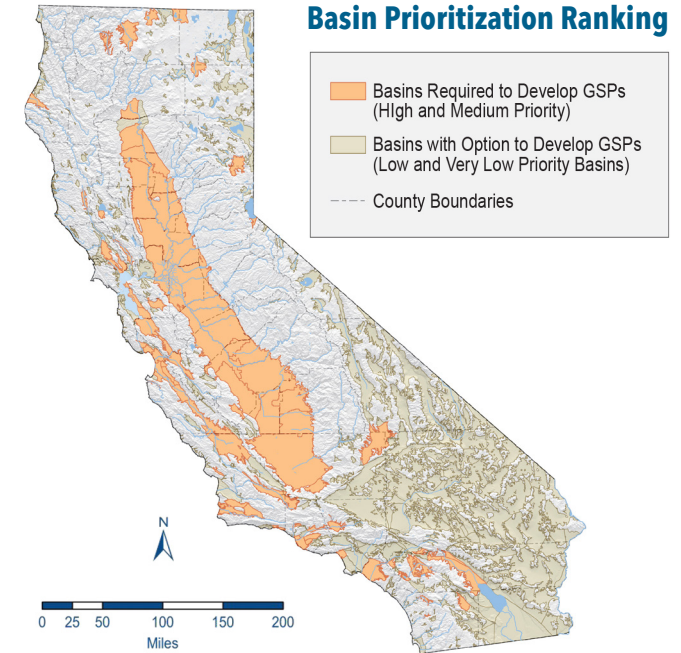 Basin Prioritization Ranking
Basins Required to Develop GSPs
(HIgh and Medium Priority)
Basins with Option to Develop GSPs
(Low and Very Low Priority Basins)
County Boundaries
N
0 25 50 100 150 200
Miles